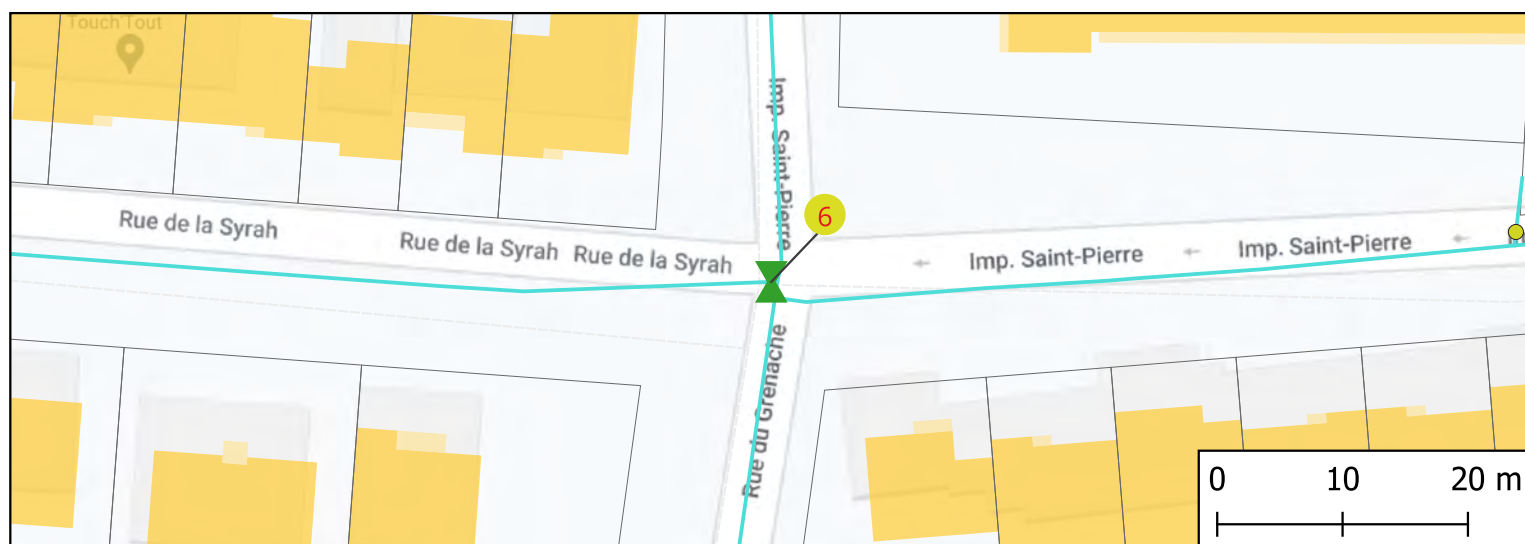 Touch'Tout
Imp. Saint-Pierre
6
Rue de la Syrah
Rue de la Syrah
Rue de la Syrah
Imp. Saint-Pierre
Imp. Saint-Pierre
Rue du Grenache
0 10 20 m